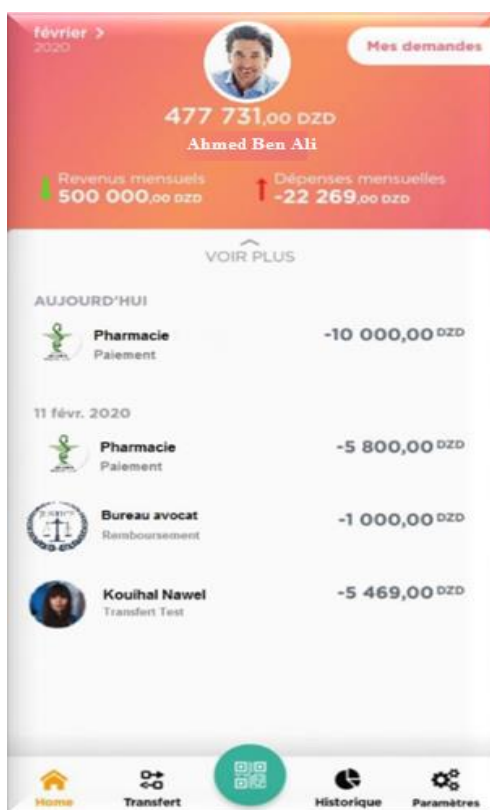 février >
2020
Mes demandes
477 731,00 DZD
Ahmed Ben Ali
Revenus mensuels
500 000,00 DZD
Dépenses mensuelles
-22 269,00 DZD
VOIR PLUS
AUJOURD'HUI
Pharmacie
-10 000,00 DZD
Paiement
11 févr. 2020
Pharmacie
-5 800,00 DZD
Paiement
Bureau avocat
-1 000,00 DZD
Remboursement
Kouihal Nawel
-5 469,00 DZD
Transfert Test
Home
Transfert
Historique
Paramètres